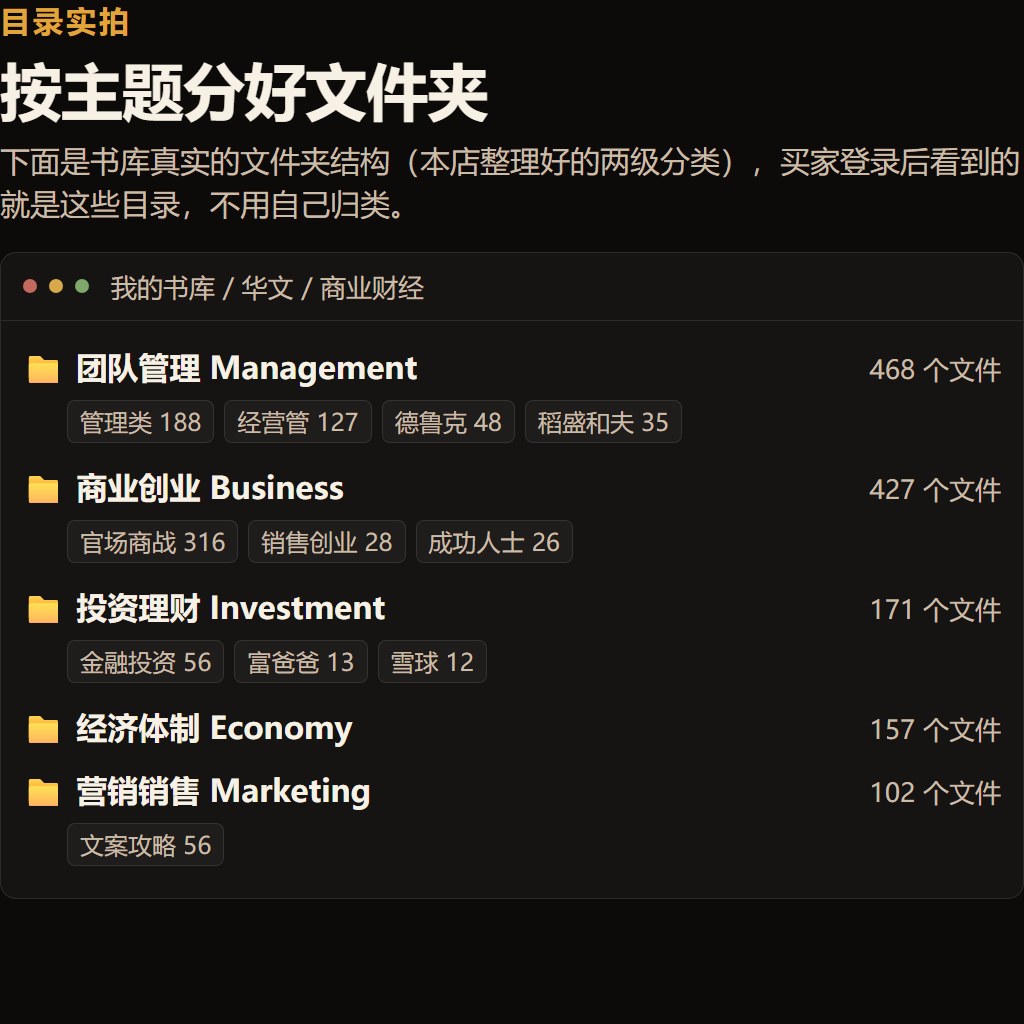 目录实拍
按主题分好文件夹
下面是书库真实的文件夹结构（本店整理好的两级分类），买家登录后看到的
就是这些目录，不用自己归类。
我的书库 / 华文 / 商业财经
团队管理 Management 468 个文件
管理类 188 经营管 127 德鲁克 48 稻盛和夫 35
商业创业 Business 427 个文件
官场商战 316 销售创业 28 成功人士 26
投资理财 Investment 171 个文件
金融投资 56 富爸爸 13 雪球 12
经济体制 Economy 157 个文件
营销销售 Marketing 102 个文件
文案攻略 56